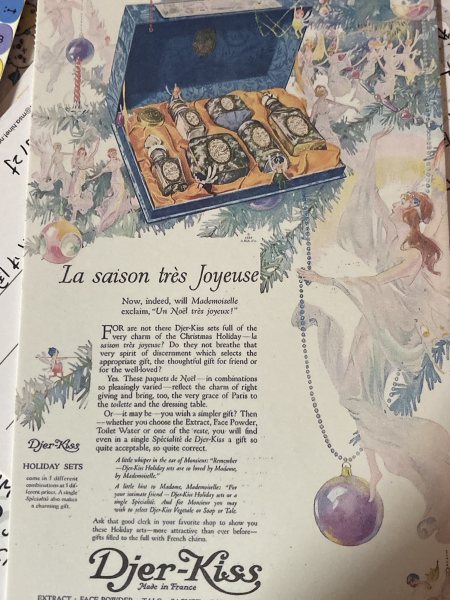 La saison très Joyeuse
Now, indeed, will Mademoiselle
exclaim, "Un Noël très joyeux!"
FOR are not there Djer-Kiss sets full of the
very charm of the Christmas Holiday—la
saison très joyeuse? Do they not breathe that
very spirit of discernment which selects the
appropriate gift, the thoughtful gift for friend or
for the well-loved?
Yes. These paquets de Noël—in combinations
so pleasingly varied—reflect the charm of right
giving and bring, too, the very grace of Paris to
the toilette and the dressing table.
Or—it may be—you wish a simpler gift? Then
—whether you choose the Extract, Face Powder,
Toilet Water or one of the reste, you will find
even in a single Spécialité de Djer-Kiss a gift so
quite acceptable, so quite correct.
A little whisper in the ear of Monsieur: "Remember
—Djer-Kiss Holiday sets are so loved by Madame,
by Mademoiselle."
A little hint to Madame, Mademoiselle: "For
your intimate friend—Djer-Kiss Holiday sets or a
single Spécialité. And for Monsieur you may
wish to select Djer-Kiss Vegetale or Soap or Talc.
Ask that good clerk in your favorite shop to show you
these Holiday sets—more attractive than ever before—
gifts filled to the full with French charm.
Djer-Kiss
HOLIDAY SETS
come in 5 different
combinations at 5 dif-
ferent prices. A single
Spécialité also makes
a charming gift.
Djer-Kiss
Made in France
EXTRACT · FACE POWDER · TALC